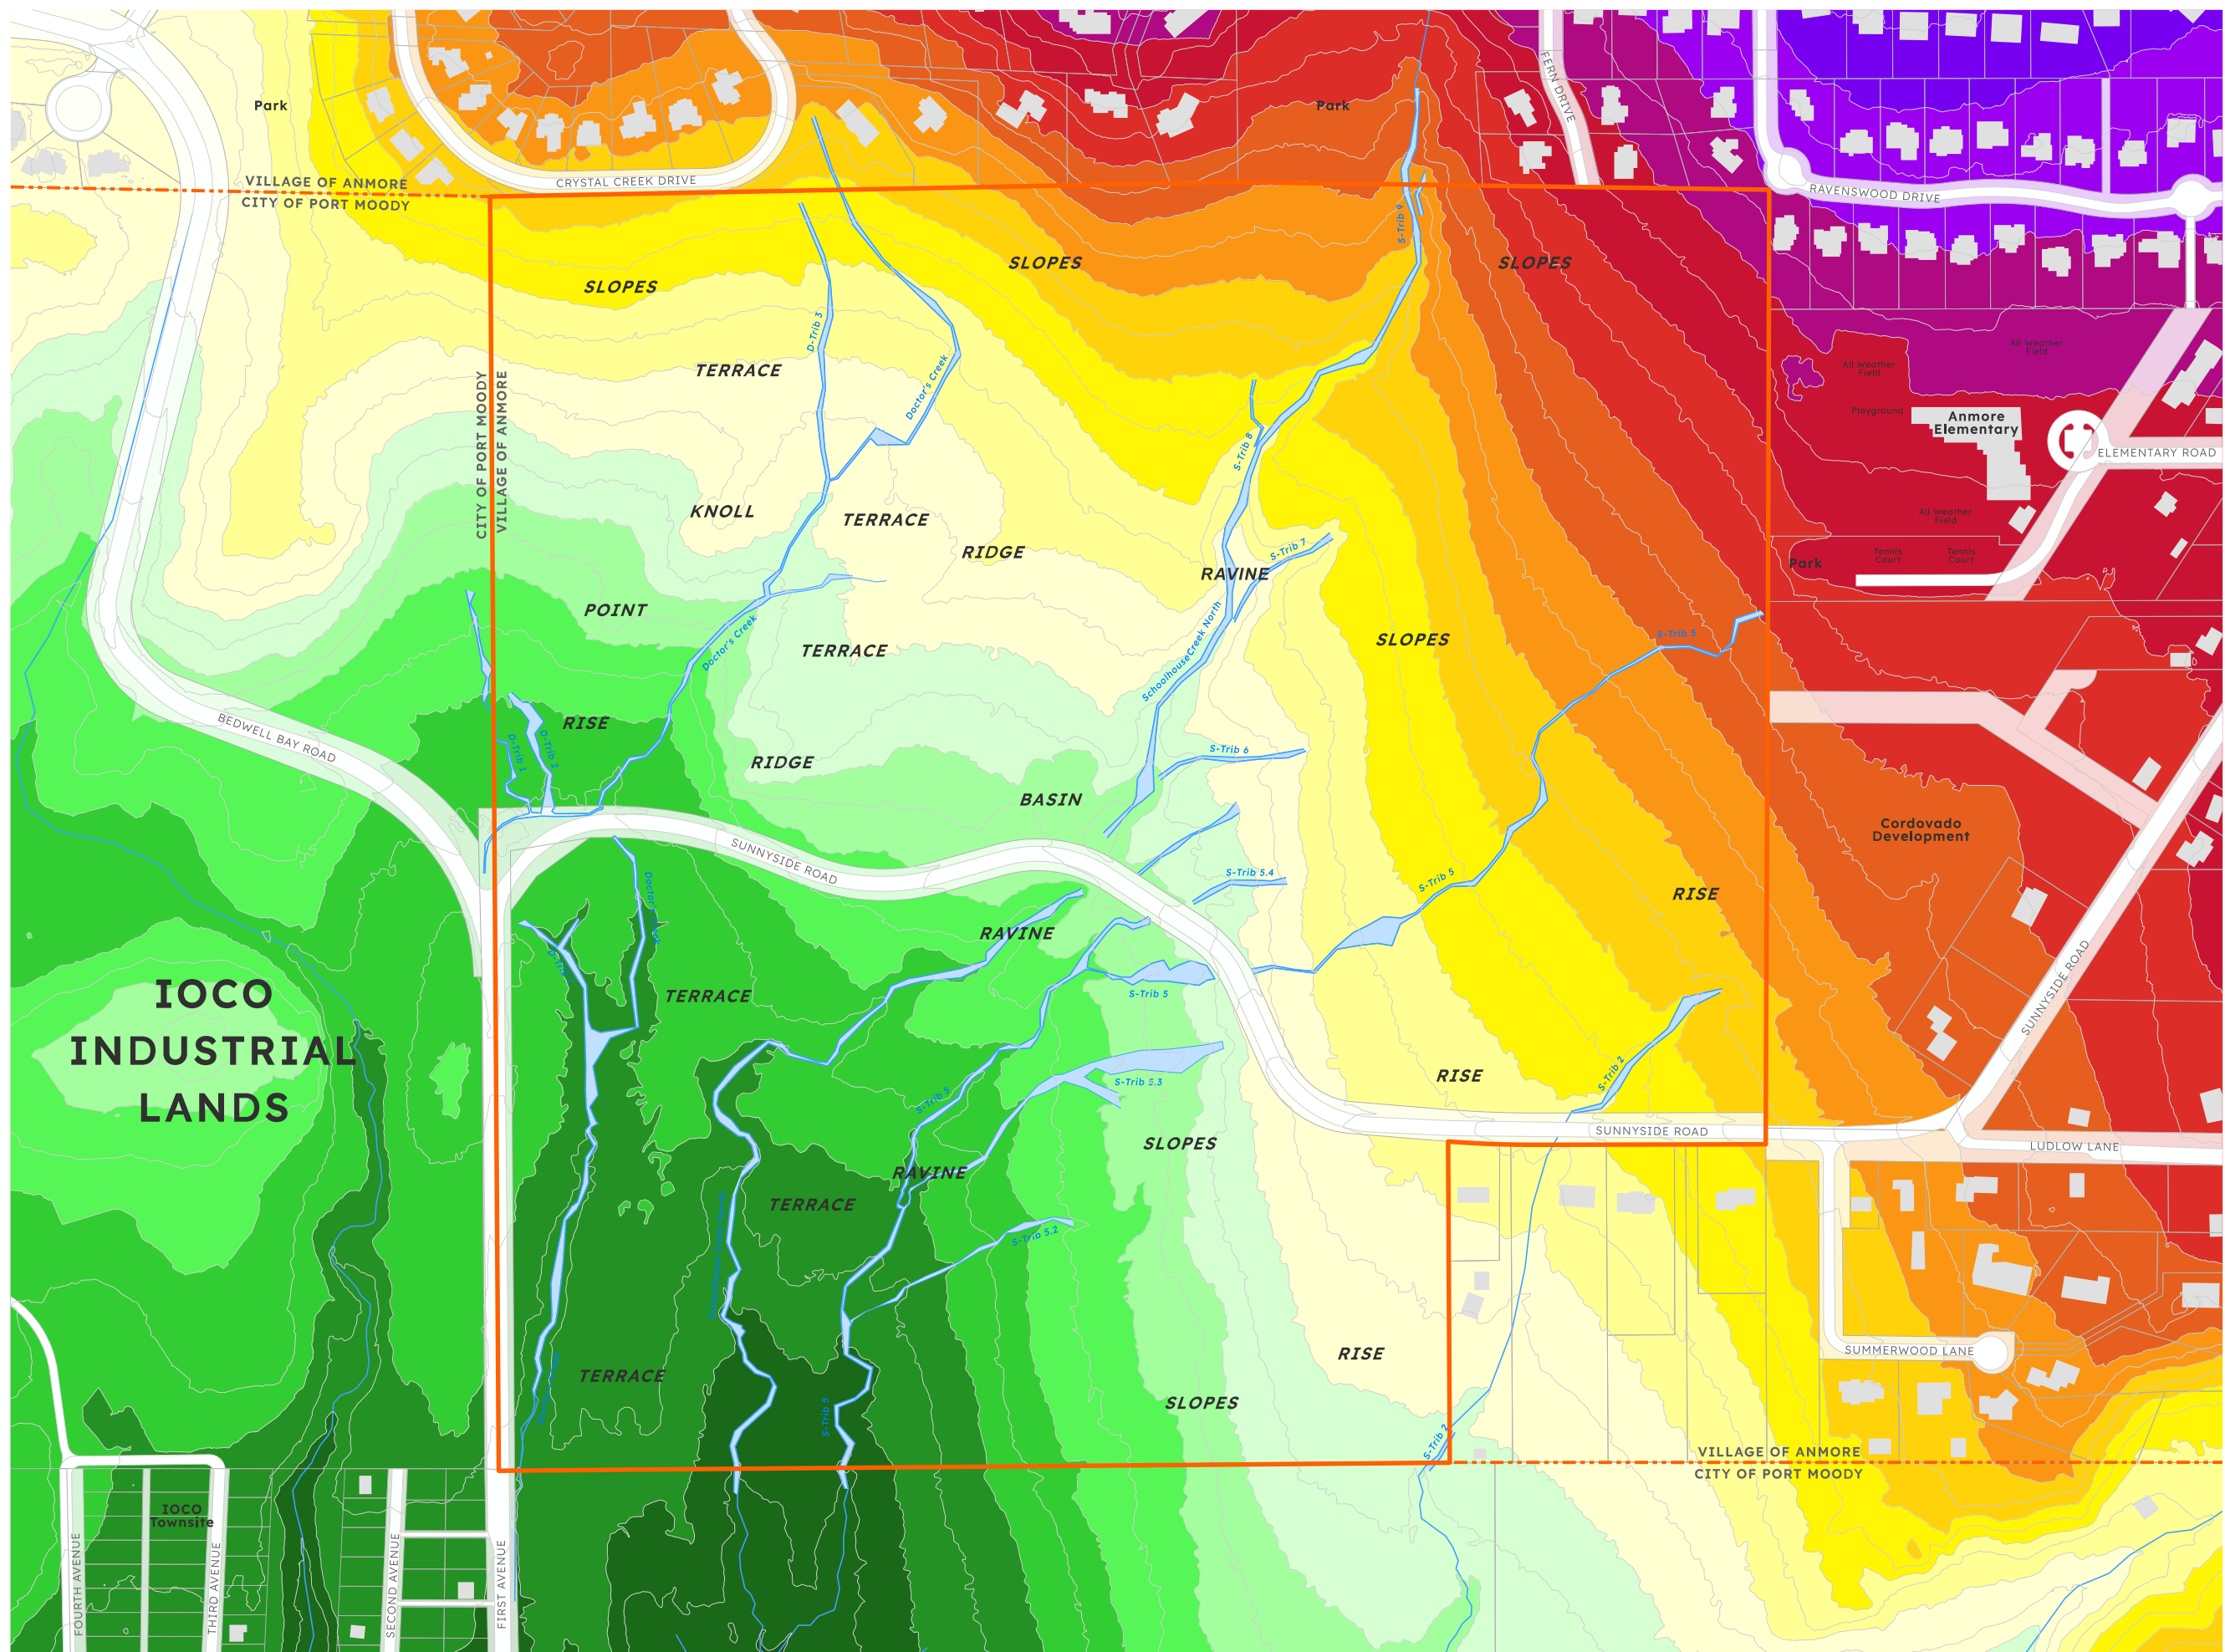 Park
Park
FERN DRIVE
VILLAGE OF ANMORE
CITY OF PORT MOODY
CRYSTAL CREEK DRIVE
RAVENSWOOD DRIVE
S-Trib 9
SLOPES
SLOPES
SLOPES
D-Trib 3
TERRACE
Doctor's Creek
All Weather
Field
All Weather
Field
Playground
Anmore
Elementary
ELEMENTARY ROAD
CITY OF PORT MOODY
VILLAGE OF ANMORE
S-Trib 8
KNOLL
TERRACE
RIDGE
All Weather
Field
S-Trib 7
RAVINE
Tennis
Court
Tennis
Court
Park
POINT
Doctor's Creek
TERRACE
SchoolhouseCreek North
SLOPES
S-Trib 5
BEDWELL BAY ROAD
RISE
D-Trib 1
D-Trib 2
RIDGE
S-Trib 6
BASIN
Cordovado
Development
SUNNYSIDE ROAD
S-Trib 5.4
S-Trib 5
RISE
RAVINE
IOCO
INDUSTRIAL
LANDS
TERRACE
S-Trib 5
SUNNYSIDE ROAD
S-Trib 5
S-Trib 5.3
RISE
S-Trib 2
SUNNYSIDE ROAD
LUDLOW LANE
SLOPES
RAVINE
TERRACE
S-Trib 5.2
TERRACE
RISE
SUMMERWOOD LANE
SLOPES
S-Trib 5
S-Trib 2
VILLAGE OF ANMORE
CITY OF PORT MOODY
IOCO
Townsite
FOURTH AVENUE
THIRD AVENUE
SECOND AVENUE
FIRST AVENUE